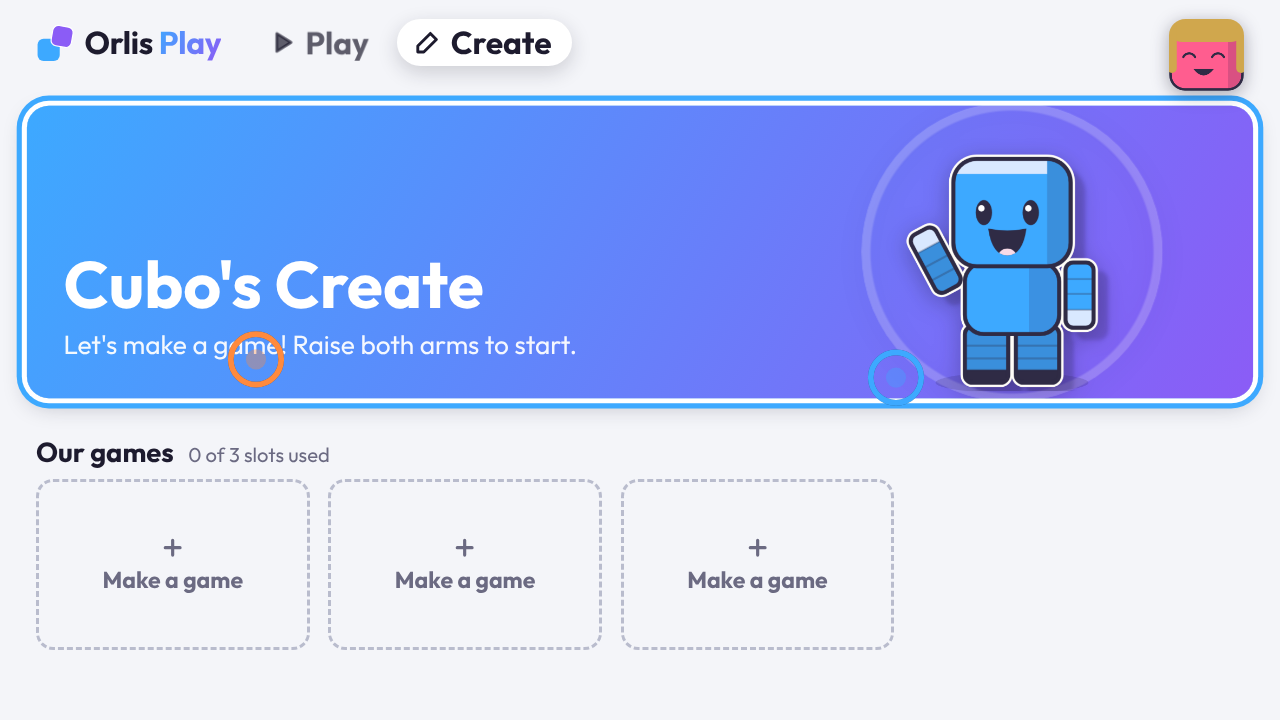 Orlis Play
Play
Create
Cubo's Create
Let's make a game! Raise both arms to start.
Our games 0 of 3 slots used
+ + +
Make a game Make a game Make a game